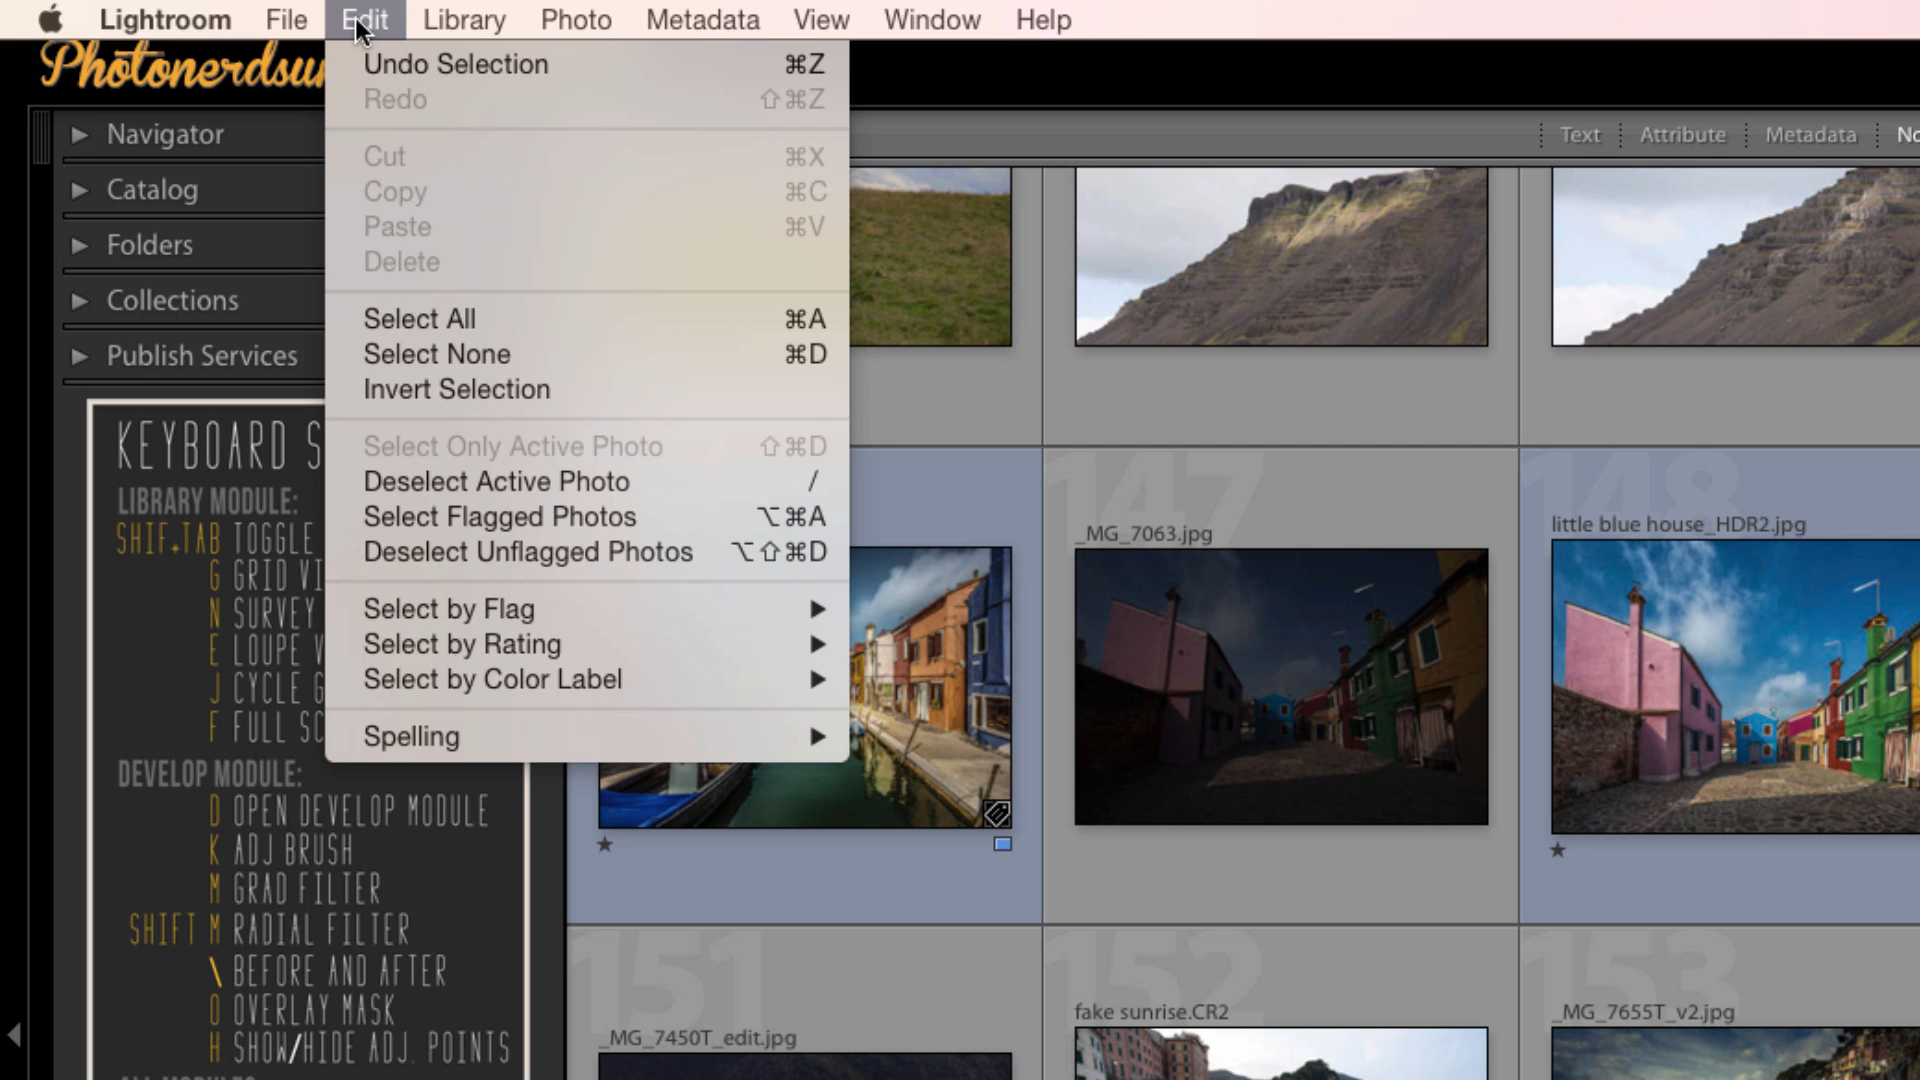 Lightroom File Edit Library Photo Metadata View Window Help
Undo Selection ⌘Z
Redo ⇧⌘Z
Cut ⌘X
Copy ⌘C
Paste ⌘V
Delete
Select All ⌘A
Select None ⌘D
Invert Selection
Select Only Active Photo ⇧⌘D
Deselect Active Photo /
Select Flagged Photos ⌥⌘A
Deselect Unflagged Photos ⌥⇧⌘D
Select by Flag
Select by Rating
Select by Color Label
Spelling
Navigator
Catalog
Folders
Collections
Publish Services
KEYBOARD S
LIBRARY MODULE:
SHIF+TAB TOGGLE
G GRID VI
N SURVEY
E LOUPE V
J CYCLE G
F FULL SC
DEVELOP MODULE:
D OPEN DEVELOP MODULE
K ADJ BRUSH
M GRAD FILTER
SHIFT M RADIAL FILTER
\ BEFORE AND AFTER
O OVERLAY MASK
H SHOW/HIDE ADJ. POINTS
Text Attribute Metadata No
147
_MG_7063.jpg
148
little blue house_HDR2.jpg
151
_MG_7450T_edit.jpg
152
fake sunrise.CR2
153
_MG_7655T_v2.jpg